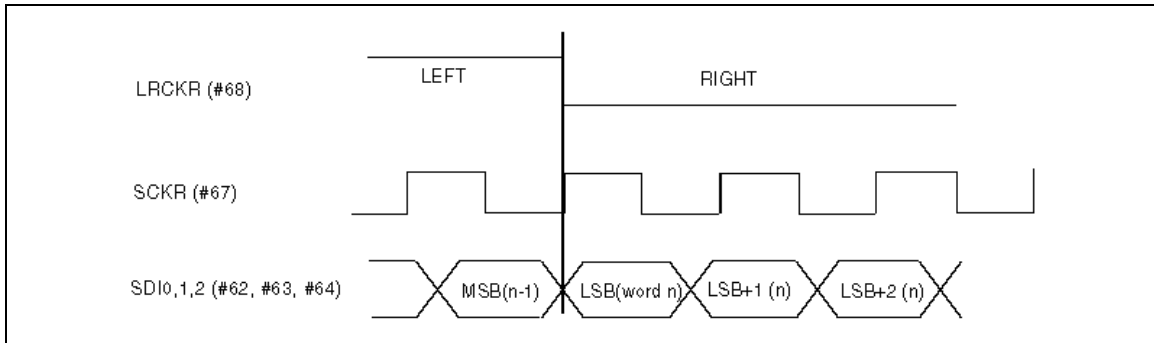 LEFT
RIGHT
LRCKR (#68)
SCKR (#67)
SDI0,1,2 (#62, #63, #64)
MSB(n-1)
LSB(word n)
LSB+1 (n)
LSB+2 (n)